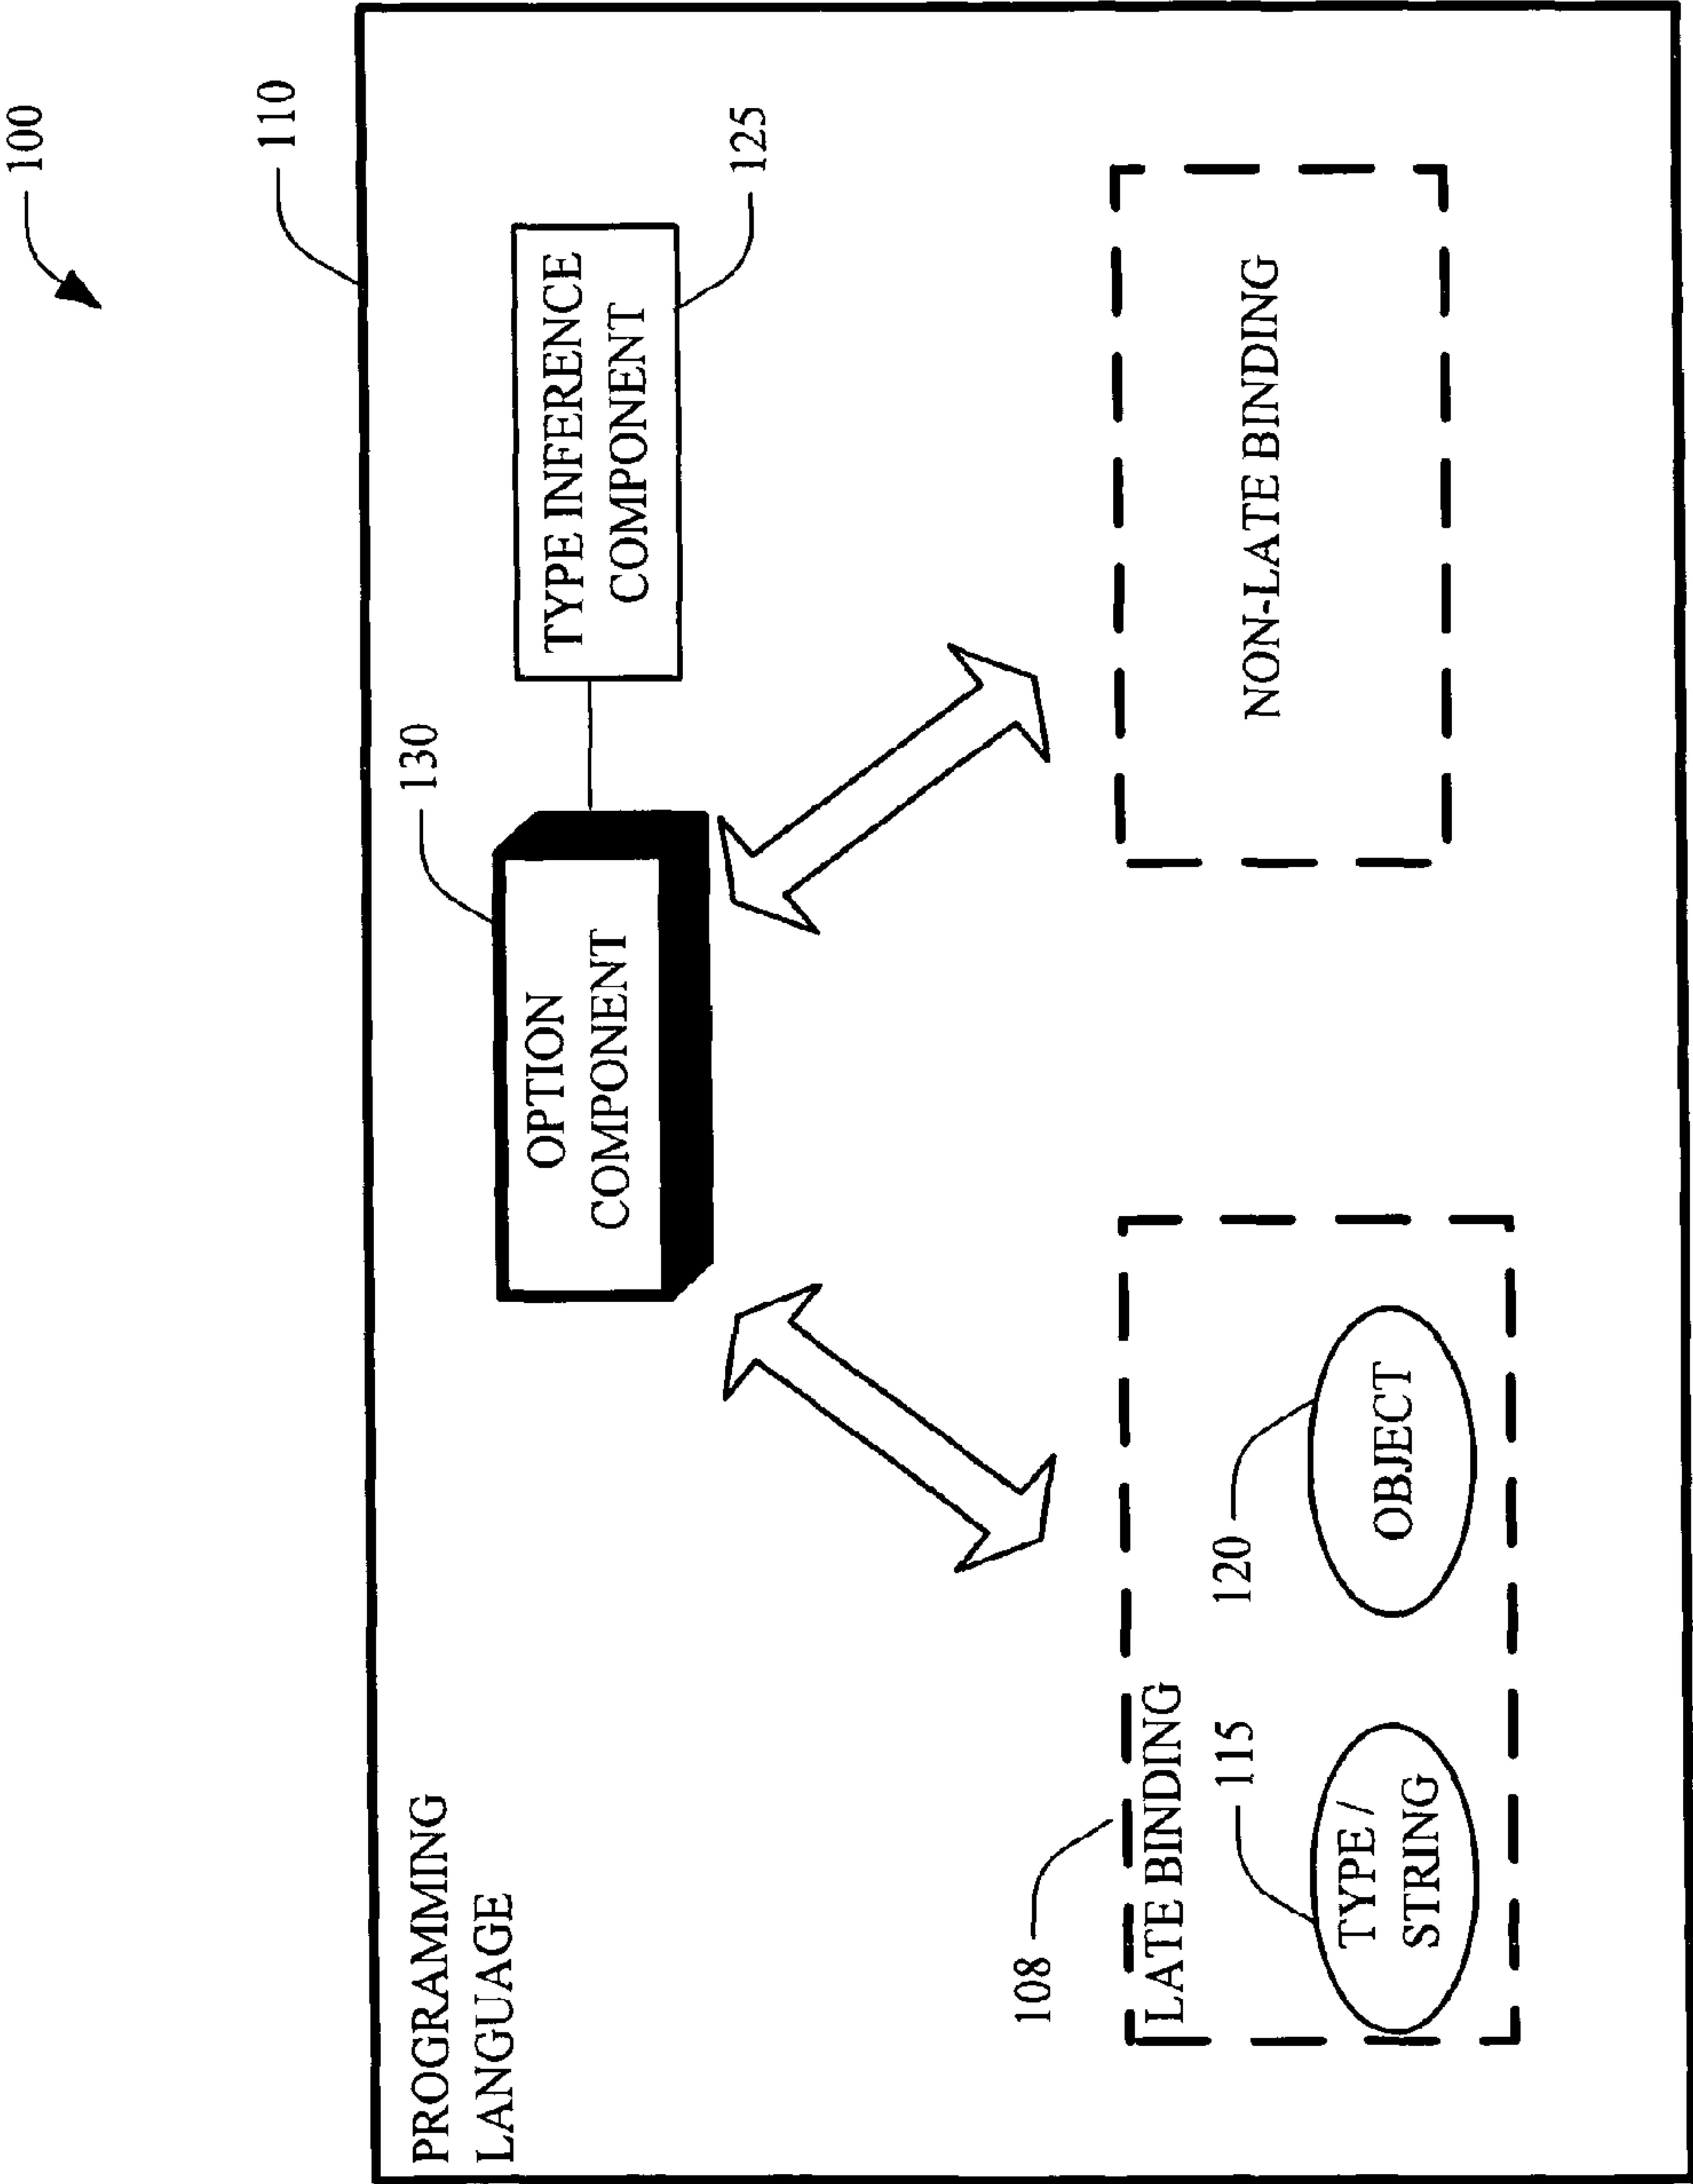 100
110
PROGRAMMING
LANGUAGE
130
OPTION
COMPONENT
TYPE INFERENCE
COMPONENT
125
108
LATE BINDING
115
120
TYPE /
STRING
OBJECT
NON-LATE BINDING